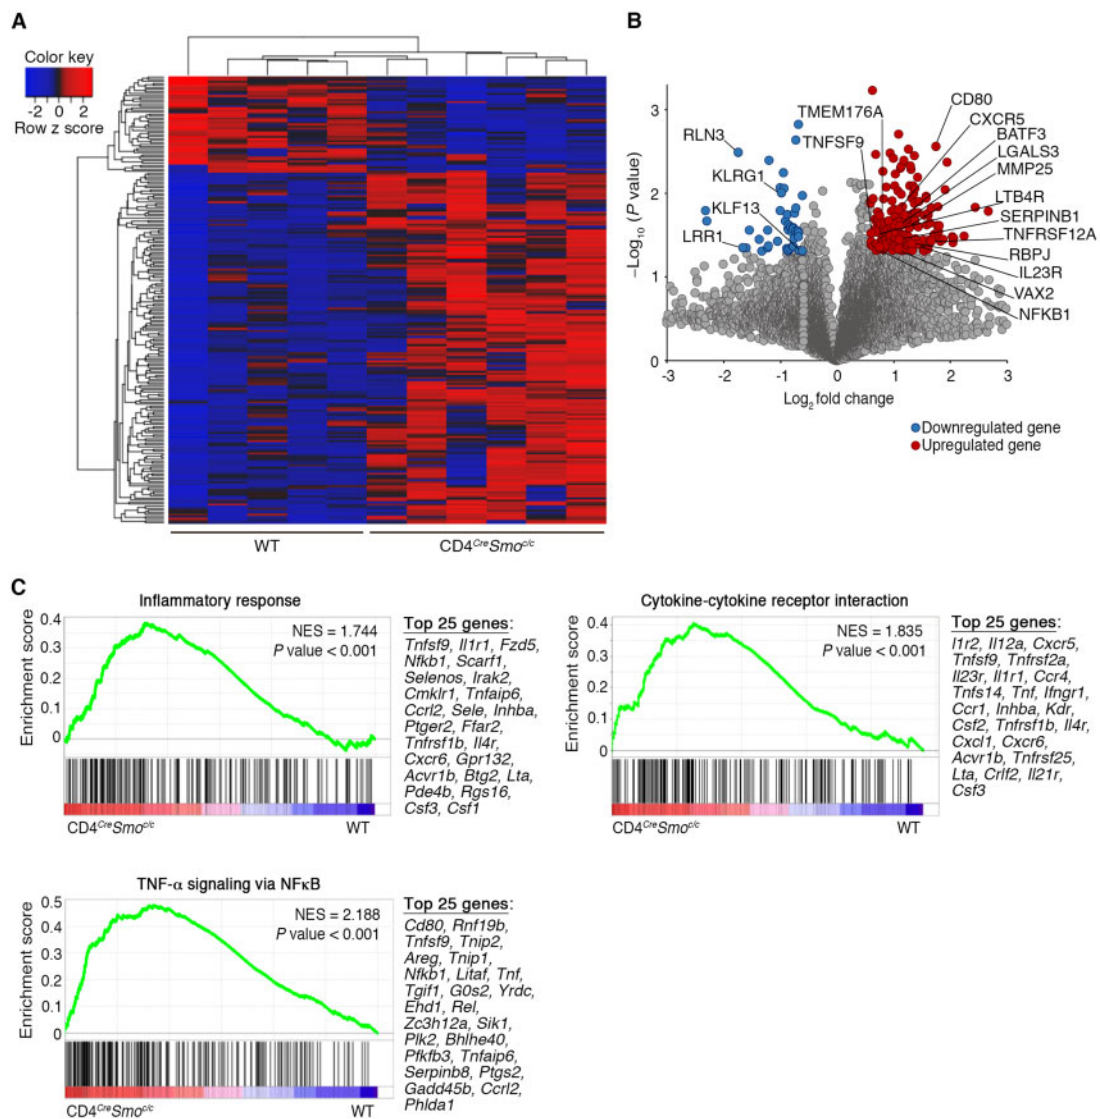 A
Color key
-2 0 2
Row z score
WT
CD4CreSmoc/c
B
–Log10 (P value)
3
2
1
0
-3 -2 -1 0 1 2 3
Log2 fold change
RLN3
KLRG1
KLF13
LRR1
TMEM176A
TNFSF9
CD80
CXCR5
BATF3
LGALS3
MMP25
LTB4R
SERPINB1
TNFRSF12A
RBPJ
IL23R
VAX2
NFKB1
Downregulated gene
Upregulated gene
C
Inflammatory response
Enrichment score
0.4
0.3
0.2
0.1
0
NES = 1.744
P value < 0.001
CD4CreSmoc/c
WT
Top 25 genes:
Tnfsf9, Il1r1, Fzd5,
Nfkb1, Scarf1,
Selenos, Irak2,
Cmklr1, Tnfaip6,
Ccrl2, Sele, Inhba,
Ptger2, Ffar2,
Tnfrsf1b, Il4r,
Cxcr6, Gpr132,
Acvr1b, Btg2, Lta,
Pde4b, Rgs16,
Csf3, Csf1
Cytokine-cytokine receptor interaction
Enrichment score
0.4
0.3
0.2
0.1
0
NES = 1.835
P value < 0.001
CD4CreSmoc/c
WT
Top 25 genes:
I1r2, Il12a, Cxcr5,
Tnfsf9, Tnfrsf2a,
Il23r, Il1r1, Ccr4,
Tnfs14, Tnf, Ifngr1,
Ccr1, Inhba, Kdr,
Csf2, Tnfrsf1b, Il4r,
Cxcl1, Cxcr6,
Acvr1b, Tnfrsf25,
Lta, Crlf2, Il21r,
Csf3
TNF-α signaling via NFκB
Enrichment score
0.5
0.4
0.3
0.2
0.1
0
NES = 2.188
P value < 0.001
CD4CreSmoc/c
WT
Top 25 genes:
Cd80, Rnf19b,
Tnfsf9, Tnip2,
Areg, Tnip1,
Nfkb1, Litaf, Tnf,
Tgif1, G0s2, Yrdc,
Ehd1, Rel,
Zc3h12a, Sik1,
Plk2, Bhlhe40,
Pfkfb3, Tnfaip6,
Serpinb8, Ptgs2,
Gadd45b, Ccrl2,
Phlda1